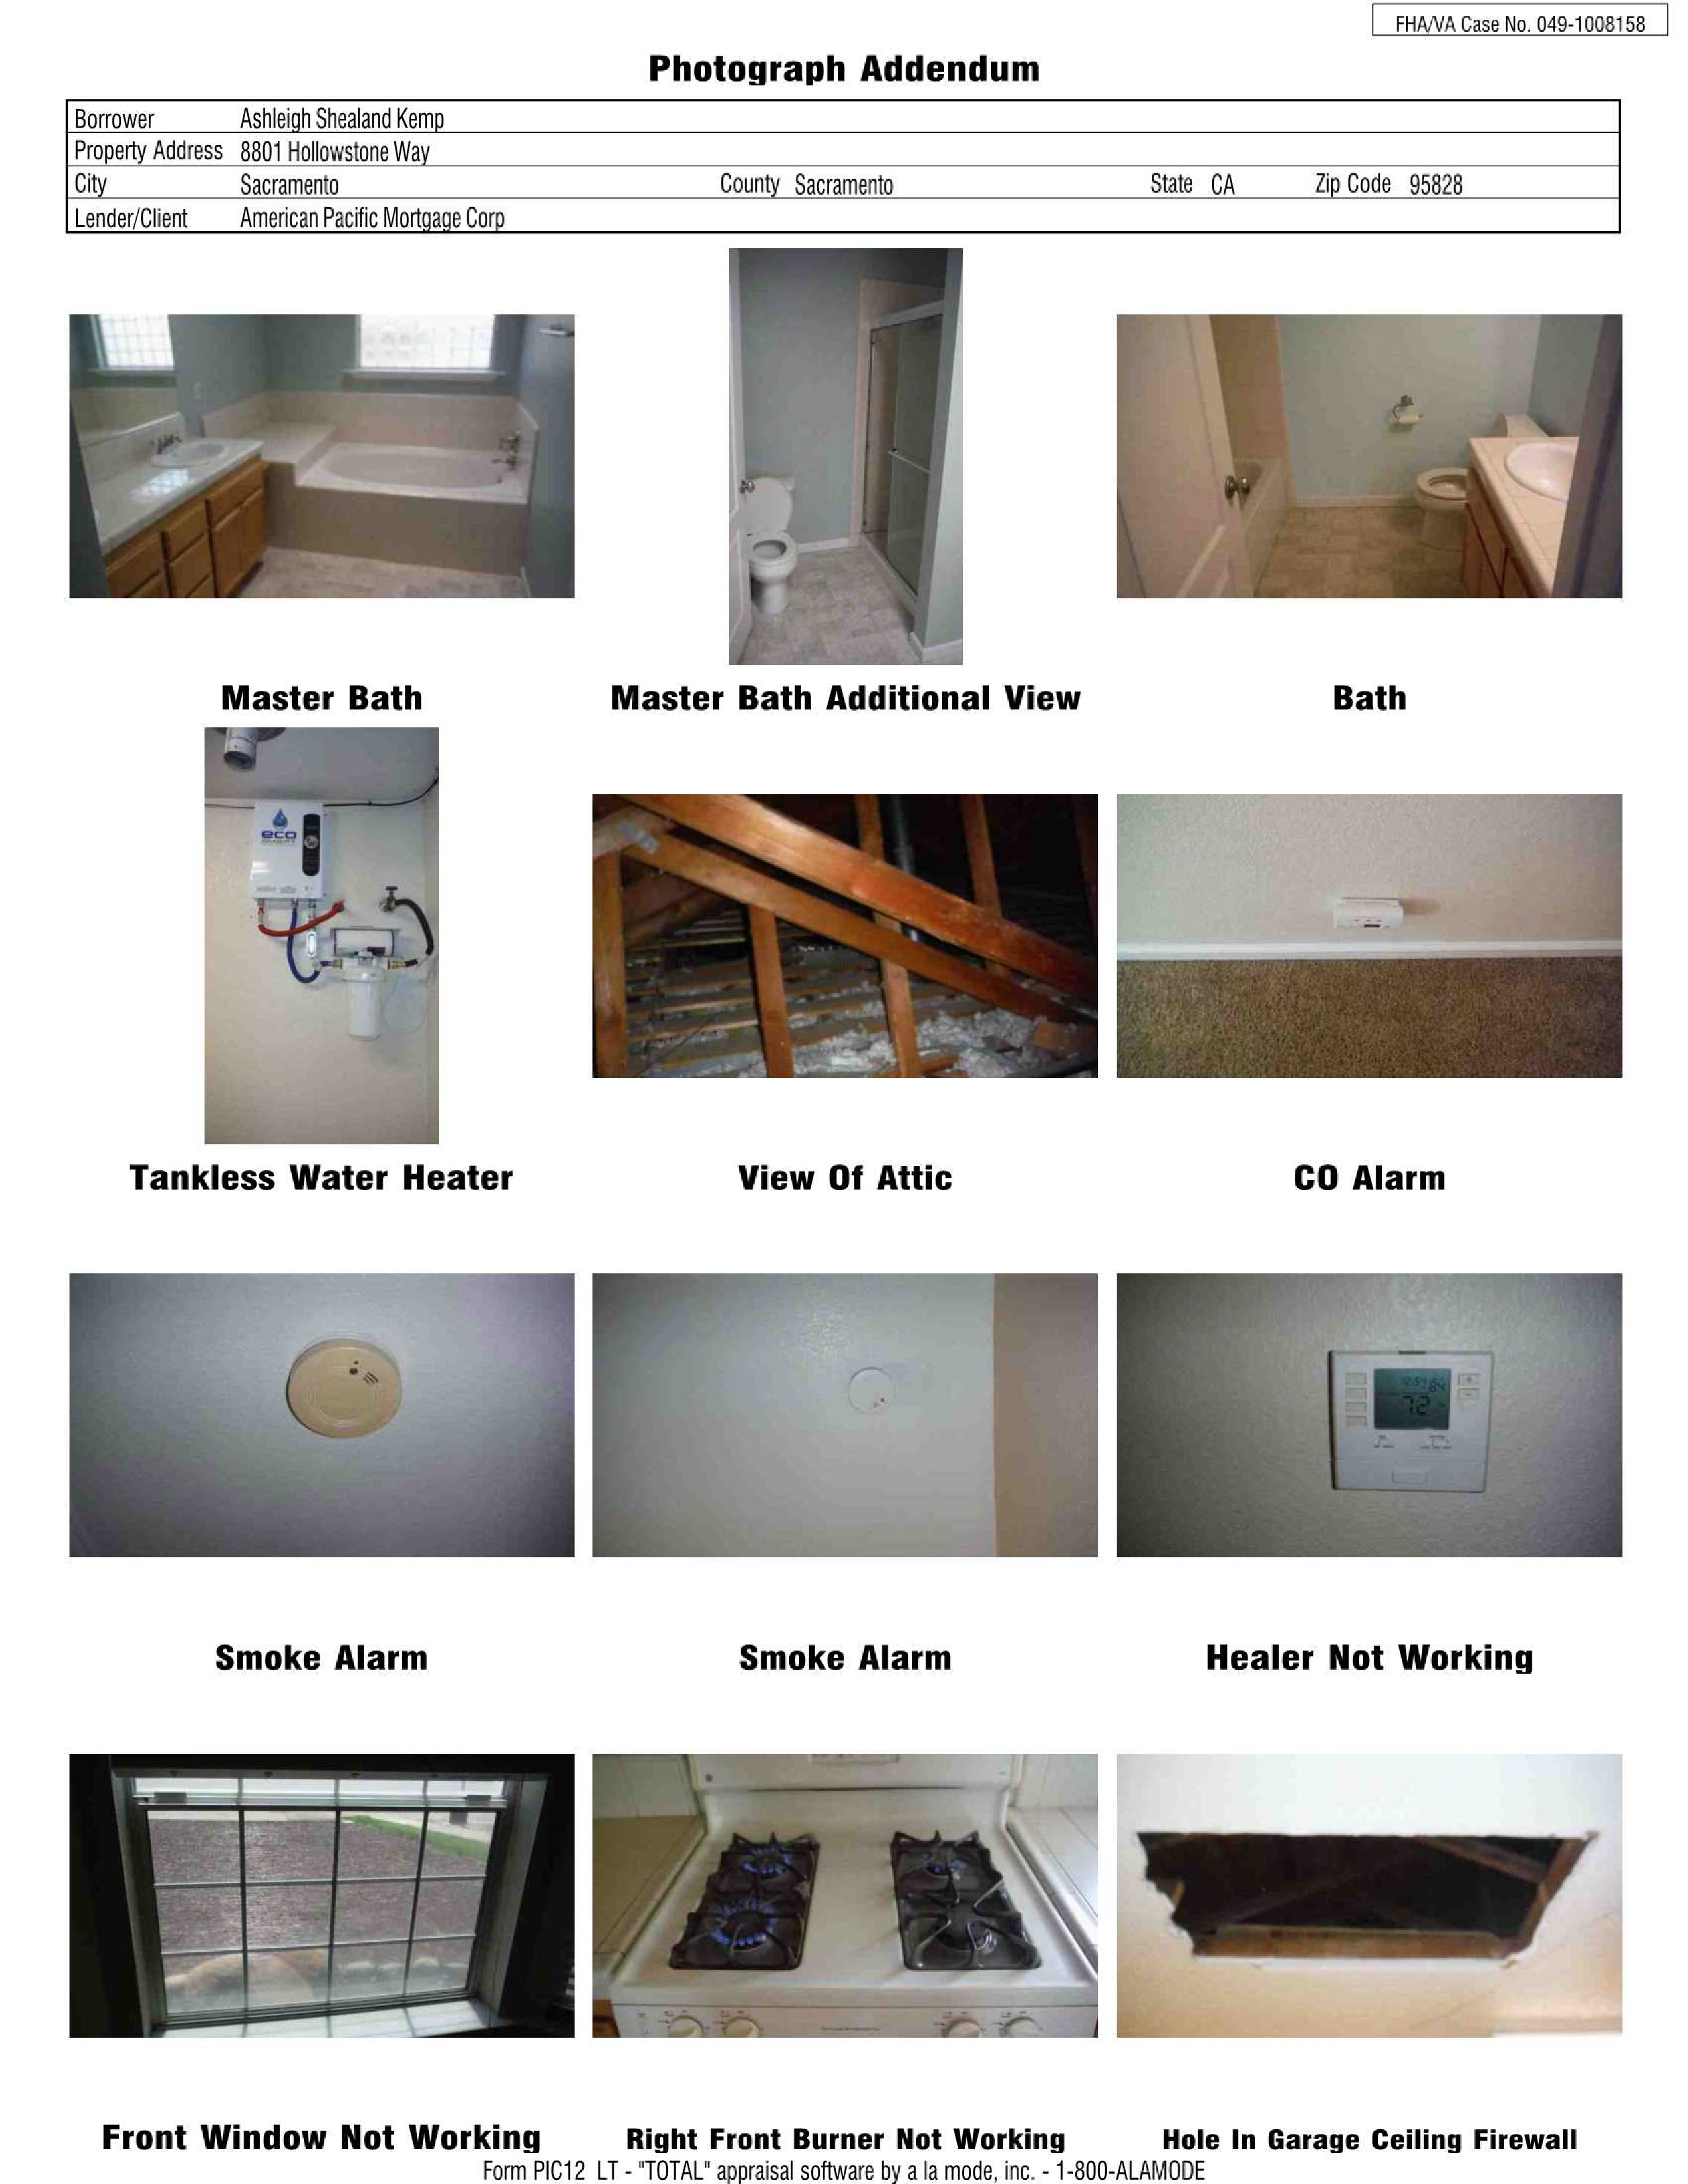 FHA/VA Case No. 049-1008158
Photograph Addendum
Borrower Ashleigh Shealand Kemp
Property Address 8801 Hollowstone Way
City Sacramento County Sacramento State CA Zip Code 95828
Lender/Client American Pacific Mortgage Corp
Master Bath Master Bath Additional View Bath
eco
Tankless Water Heater View Of Attic CO Alarm
72
Smoke Alarm Smoke Alarm Healer Not Working
Front Window Not Working Right Front Burner Not Working Hole In Garage Ceiling Firewall
Form PIC12 LT - "TOTAL" appraisal software by a la mode, inc. - 1-800-ALAMODE